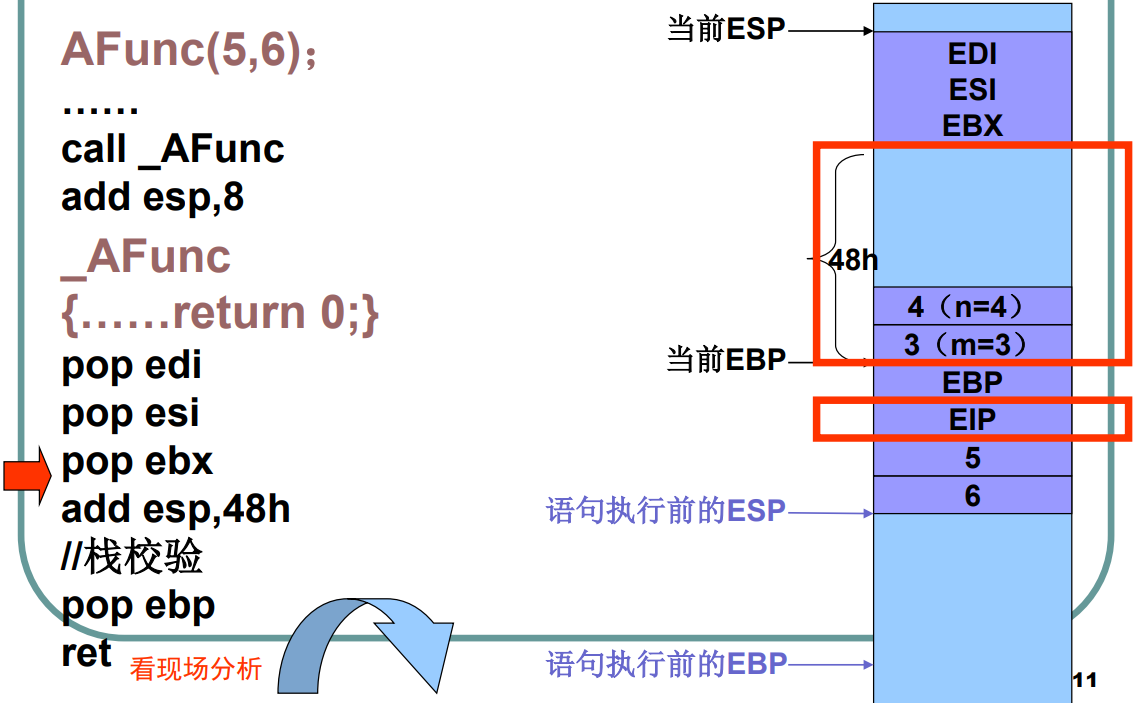 AFunc(5,6);
……
call _AFunc
add esp,8
_AFunc
{……return 0;}
pop edi
pop esi
pop ebx
add esp,48h
//栈校验
pop ebp
ret
看现场分析
当前ESP
EDI
ESI
EBX
48h
4（n=4）
3（m=3）
当前EBP
EBP
EIP
5
6
语句执行前的ESP
语句执行前的EBP
11